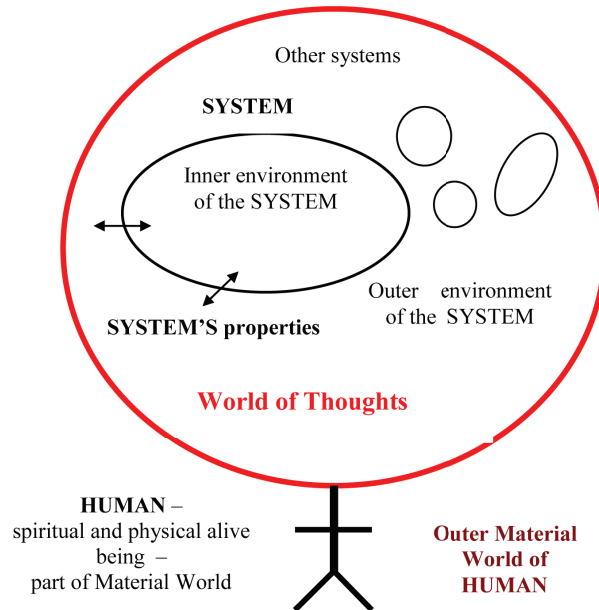 Other systems
SYSTEM
Inner environment
of the SYSTEM
Outer environment
of the SYSTEM
SYSTEM’S properties
World of Thoughts
HUMAN –
spiritual and physical alive
being –
part of Material World
Outer Material
World of
HUMAN